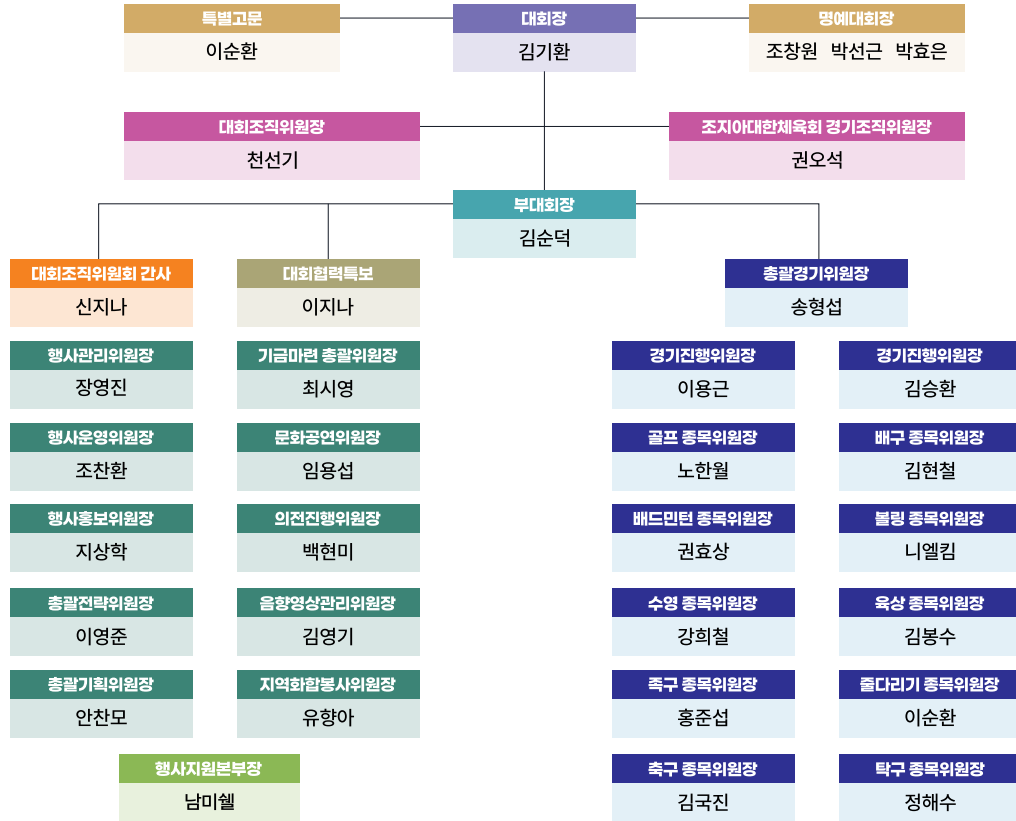 특별고문
이순환
대회장
김기환
명예대회장
조창원 박선근 박효은
대회조직위원장
천선기
조지아대한체육회 경기조직위원장
권오석
부대회장
김순덕
대회조직위원회 간사
신지나
대회협력특보
이지나
총괄경기위원장
송형섭
행사관리위원장
장영진
기금마련 총괄위원장
최시영
경기진행위원장
이용근
경기진행위원장
김승환
행사운영위원장
조찬환
문화공연위원장
임용섭
골프 종목위원장
노한월
배구 종목위원장
김현철
행사홍보위원장
지상학
의전진행위원장
백현미
배드민턴 종목위원장
권효상
볼링 종목위원장
니엘킴
총괄전략위원장
이영준
음향영상관리위원장
김영기
수영 종목위원장
강희철
육상 종목위원장
김봉수
총괄기획위원장
안찬모
지역화합봉사위원장
유향아
족구 종목위원장
홍준섭
줄다리기 종목위원장
이순환
행사지원본부장
남미쉘
축구 종목위원장
김국진
탁구 종목위원장
정해수